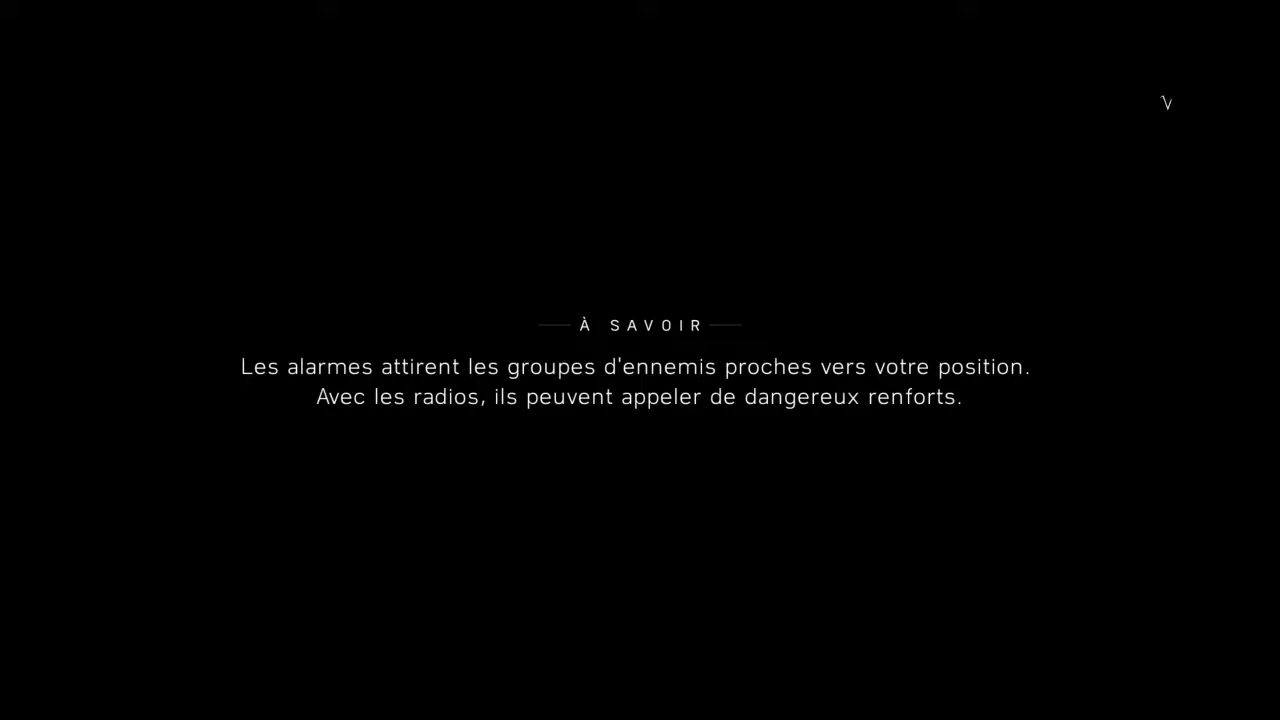 À SAVOIR
Les alarmes attirent les groupes d'ennemis proches vers votre position.
Avec les radios, ils peuvent appeler de dangereux renforts.